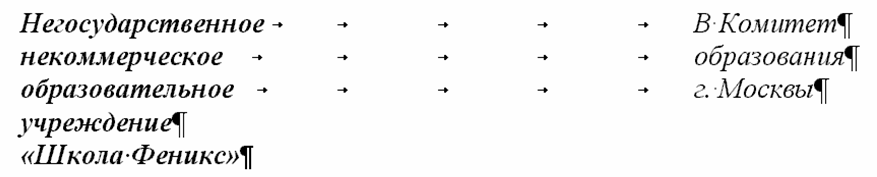 Негосударственное В Комитет
некоммерческое образования
образовательное г. Москвы
учреждение
«Школа Феникс»